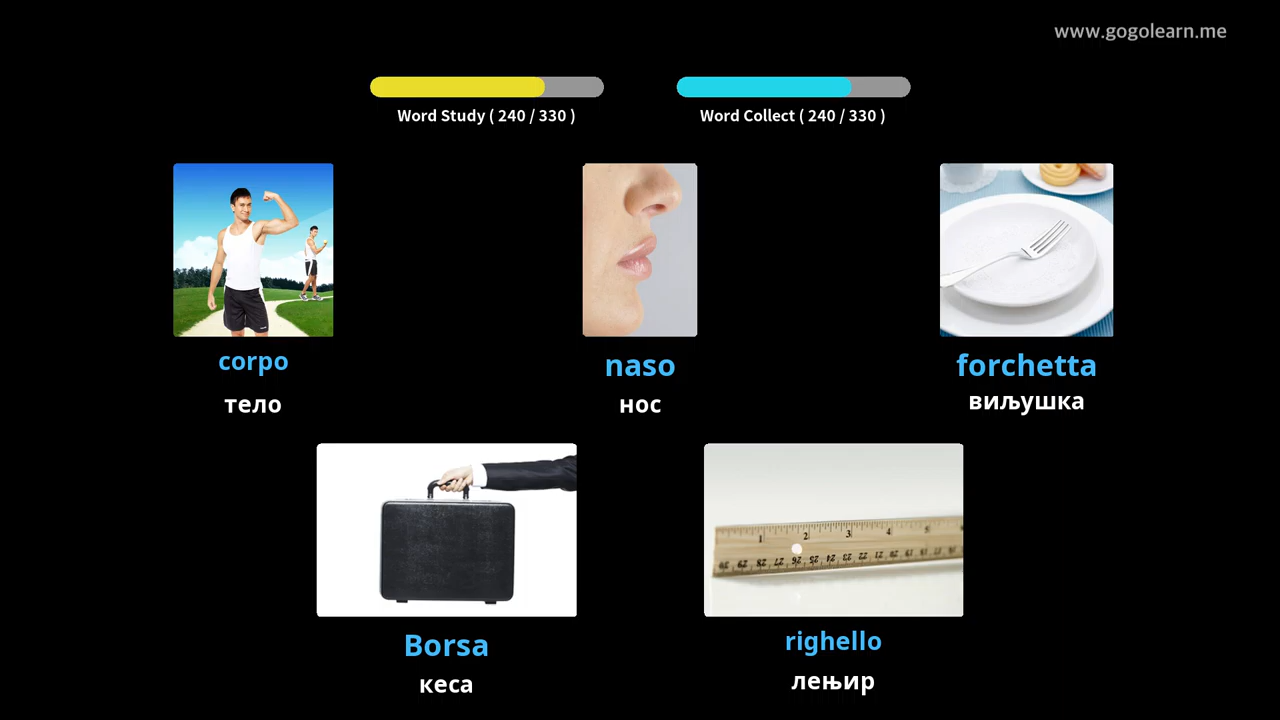 www.gogolearn.me
Word Study ( 240 / 330 )
Word Collect ( 240 / 330 )
corpo
тело
naso
нос
forchetta
виљушка
Borsa
кеса
righello
лењир